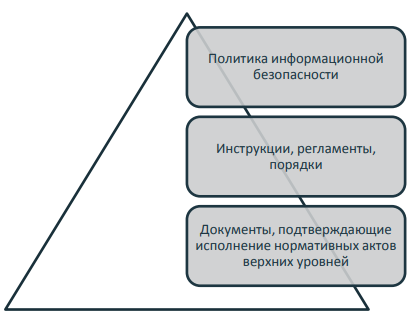 Политика информационной
безопасности
Инструкции, регламенты,
порядки
Документы, подтверждающие
исполнение нормативных актов
верхних уровней